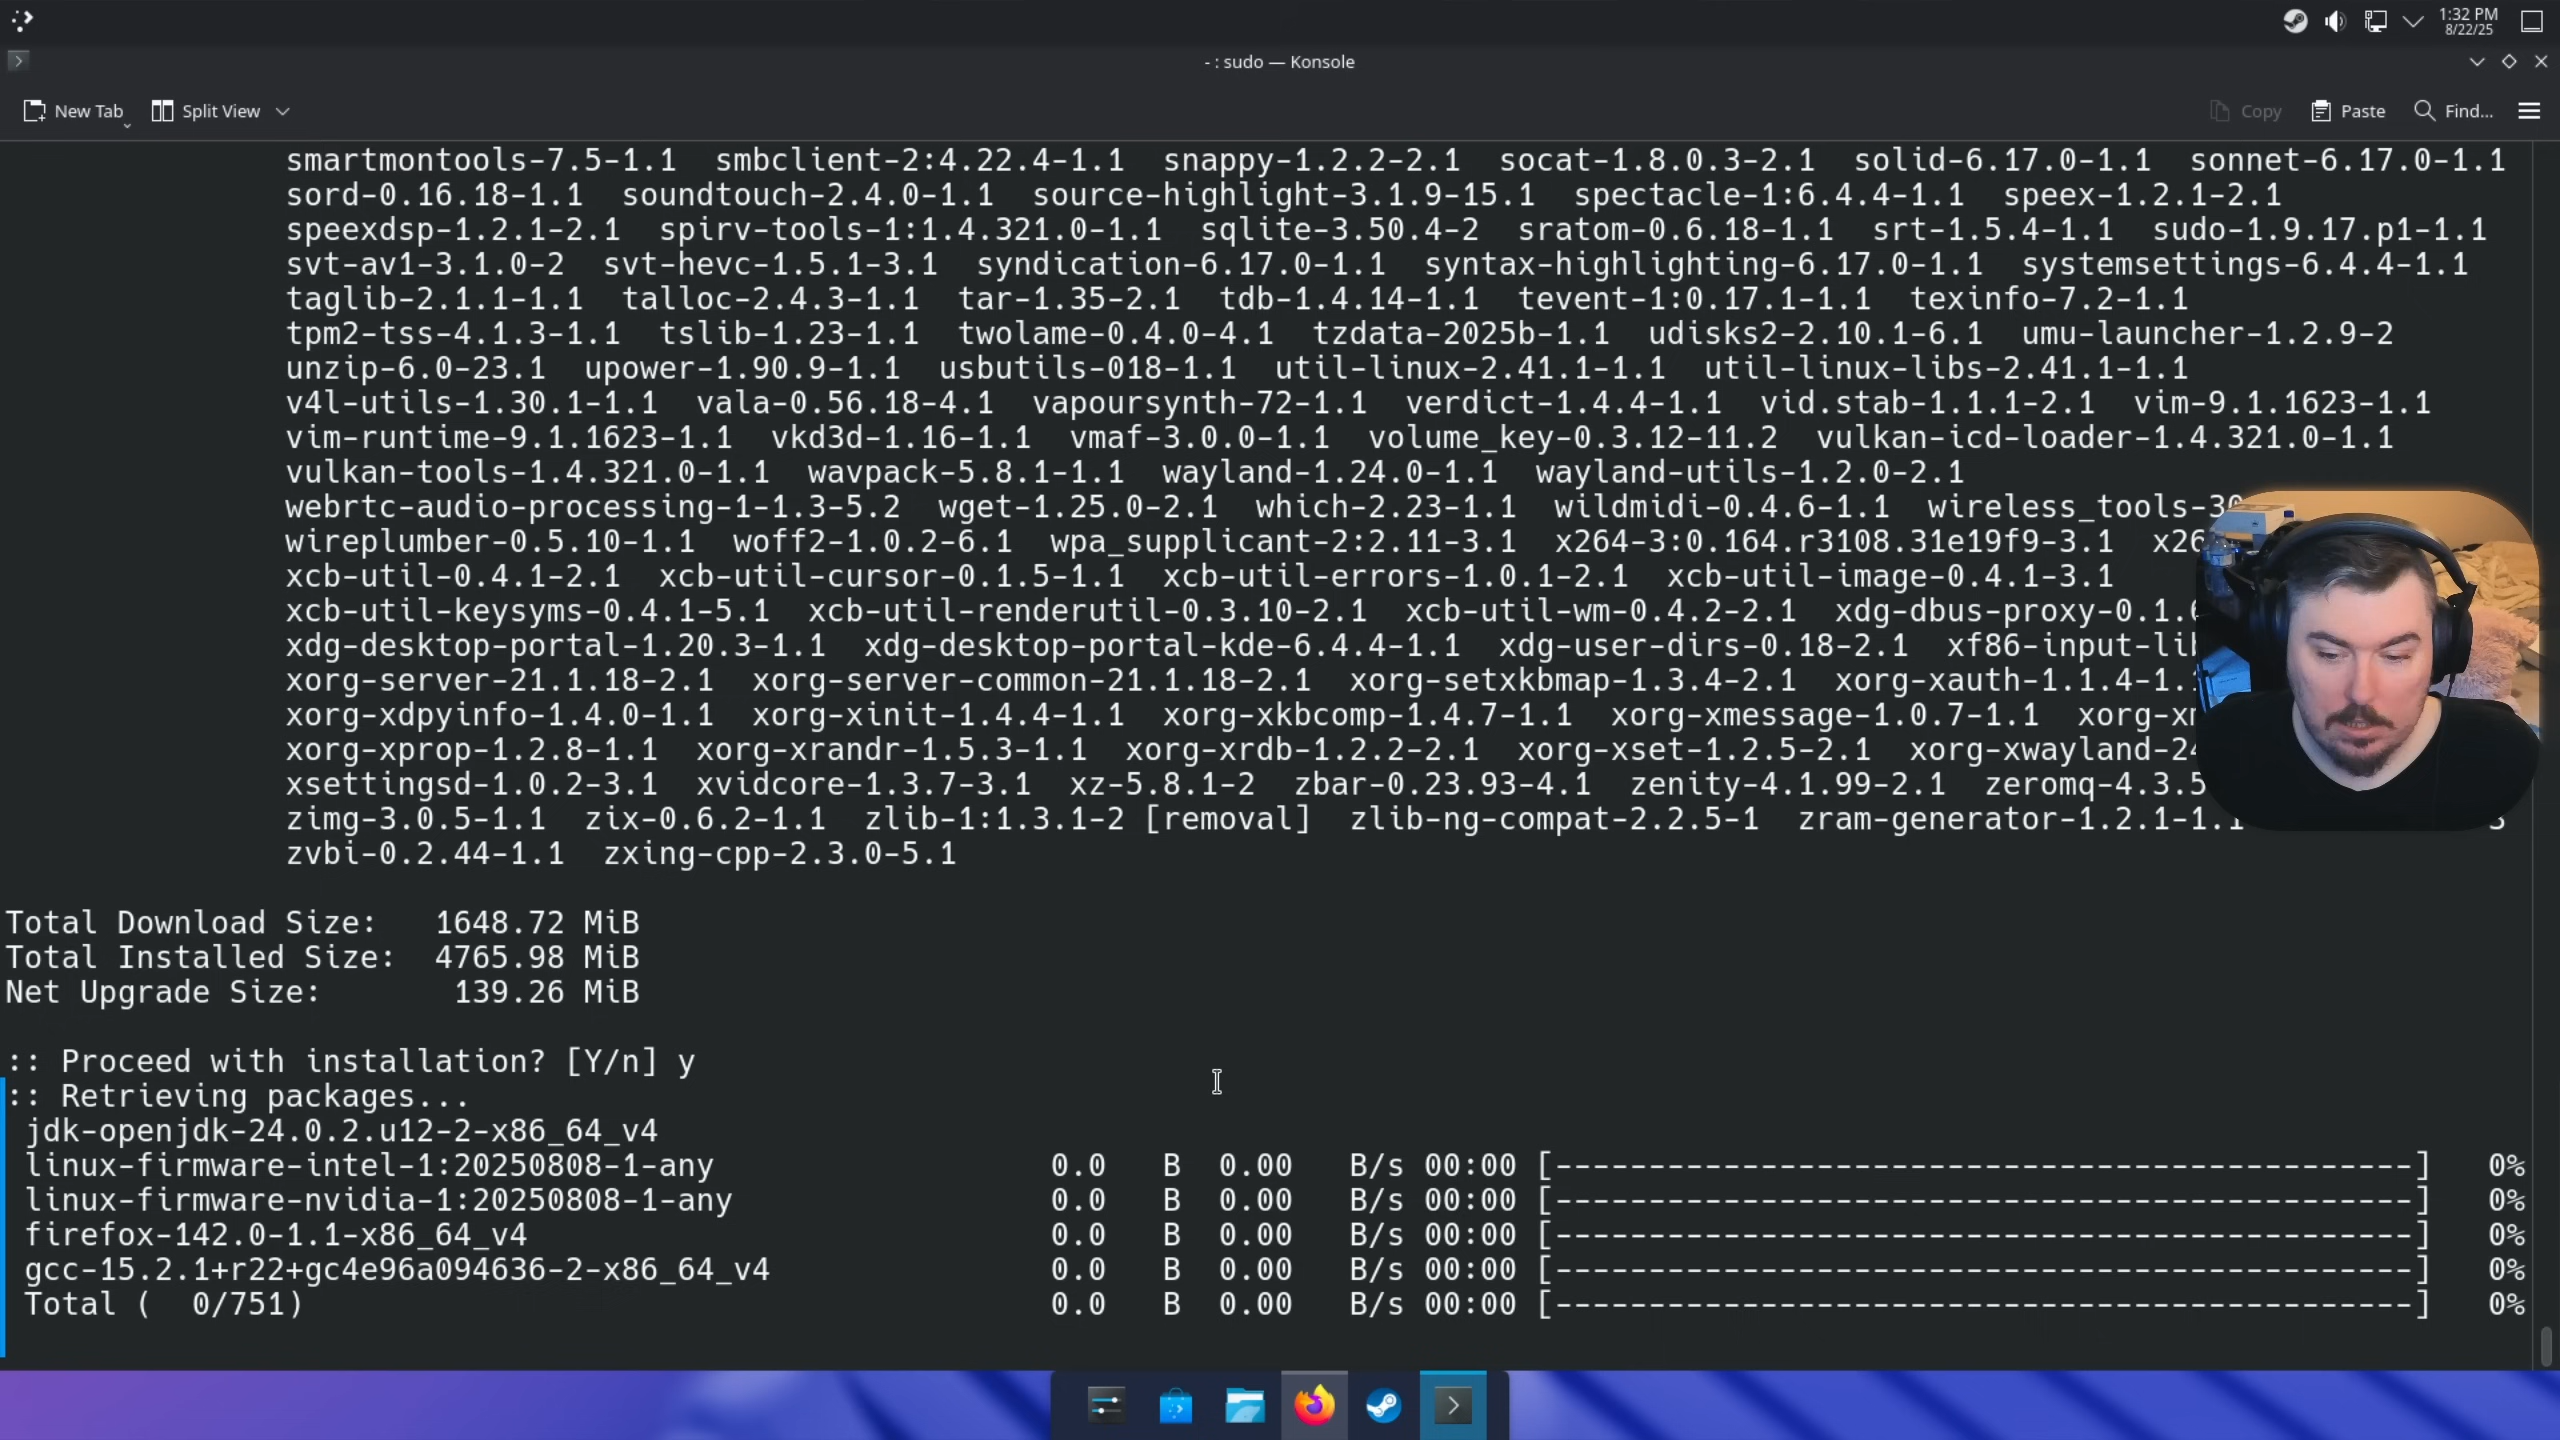 1:32 PM
8/22/25
- : sudo — Konsole
New Tab
Split View
Copy
Paste
Find...
smartmontools-7.5-1.1  smbclient-2:4.22.4-1.1  snappy-1.2.2-2.1  socat-1.8.0.3-2.1  solid-6.17.0-1.1  sonnet-6.17.0-1.1
sord-0.16.18-1.1  soundtouch-2.4.0-1.1  source-highlight-3.1.9-15.1  spectacle-1:6.4.4-1.1  speex-1.2.1-2.1
speexdsp-1.2.1-2.1  spirv-tools-1:1.4.321.0-1.1  sqlite-3.50.4-2  sratom-0.6.18-1.1  srt-1.5.4-1.1  sudo-1.9.17.p1-1.1
svt-av1-3.1.0-2  svt-hevc-1.5.1-3.1  syndication-6.17.0-1.1  syntax-highlighting-6.17.0-1.1  systemsettings-6.4.4-1.1
taglib-2.1.1-1.1  talloc-2.4.3-1.1  tar-1.35-2.1  tdb-1.4.14-1.1  tevent-1:0.17.1-1.1  texinfo-7.2-1.1
tpm2-tss-4.1.3-1.1  tslib-1.23-1.1  twolame-0.4.0-4.1  tzdata-2025b-1.1  udisks2-2.10.1-6.1  umu-launcher-1.2.9-2
unzip-6.0-23.1  upower-1.90.9-1.1  usbutils-018-1.1  util-linux-2.41.1-1.1  util-linux-libs-2.41.1-1.1
v4l-utils-1.30.1-1.1  vala-0.56.18-4.1  vapoursynth-72-1.1  verdict-1.4.4-1.1  vid.stab-1.1.1-2.1  vim-9.1.1623-1.1
vim-runtime-9.1.1623-1.1  vkd3d-1.16-1.1  vmaf-3.0.0-1.1  volume_key-0.3.12-11.2  vulkan-icd-loader-1.4.321.0-1.1
vulkan-tools-1.4.321.0-1.1  wavpack-5.8.1-1.1  wayland-1.24.0-1.1  wayland-utils-1.2.0-2.1
webrtc-audio-processing-1-1.3-5.2  wget-1.25.0-2.1  which-2.23-1.1  wildmidi-0.4.6-1.1  wireless_tools-30
wireplumber-0.5.10-1.1  woff2-1.0.2-6.1  wpa_supplicant-2:2.11-3.1  x264-3:0.164.r3108.31e19f9-3.1  x26
xcb-util-0.4.1-2.1  xcb-util-cursor-0.1.5-1.1  xcb-util-errors-1.0.1-2.1  xcb-util-image-0.4.1-3.1
xcb-util-keysyms-0.4.1-5.1  xcb-util-renderutil-0.3.10-2.1  xcb-util-wm-0.4.2-2.1  xdg-dbus-proxy-0.1.6
xdg-desktop-portal-1.20.3-1.1  xdg-desktop-portal-kde-6.4.4-1.1  xdg-user-dirs-0.18-2.1  xf86-input-lib
xorg-server-21.1.18-2.1  xorg-server-common-21.1.18-2.1  xorg-setxkbmap-1.3.4-2.1  xorg-xauth-1.1.4-1.1
xorg-xdpyinfo-1.4.0-1.1  xorg-xinit-1.4.4-1.1  xorg-xkbcomp-1.4.7-1.1  xorg-xmessage-1.0.7-1.1
xorg-xprop-1.2.8-1.1  xorg-xrandr-1.5.3-1.1  xorg-xrdb-1.2.2-2.1  xorg-xset-1.2.5-2.1  xorg-xwayland-24
xsettingsd-1.0.2-3.1  xvidcore-1.3.7-3.1  xz-5.8.1-2  zbar-0.23.93-4.1  zenity-4.1.99-2.1  zeromq-4.3.5
zimg-3.0.5-1.1  zix-0.6.2-1.1  zlib-1:1.3.1-2 [removal]  zlib-ng-compat-2.2.5-1  zram-generator-1.2.1-1.1
zvbi-0.2.44-1.1  zxing-cpp-2.3.0-5.1
Total Download Size:   1648.72 MiB
Total Installed Size:  4765.98 MiB
Net Upgrade Size:       139.26 MiB
:: Proceed with installation? [Y/n] y
:: Retrieving packages...
jdk-openjdk-24.0.2.u12-2-x86_64_v4
linux-firmware-intel-1:20250808-1-any 0.0 B 0.00 B/s 00:00 [----------------------------------------------] 0%
linux-firmware-nvidia-1:20250808-1-any 0.0 B 0.00 B/s 00:00 [----------------------------------------------] 0%
firefox-142.0-1.1-x86_64_v4 0.0 B 0.00 B/s 00:00 [----------------------------------------------] 0%
gcc-15.2.1+r22+gc4e96a094636-2-x86_64_v4 0.0 B 0.00 B/s 00:00 [----------------------------------------------] 0%
Total (  0/751) 0.0 B 0.00 B/s 00:00 [----------------------------------------------] 0%